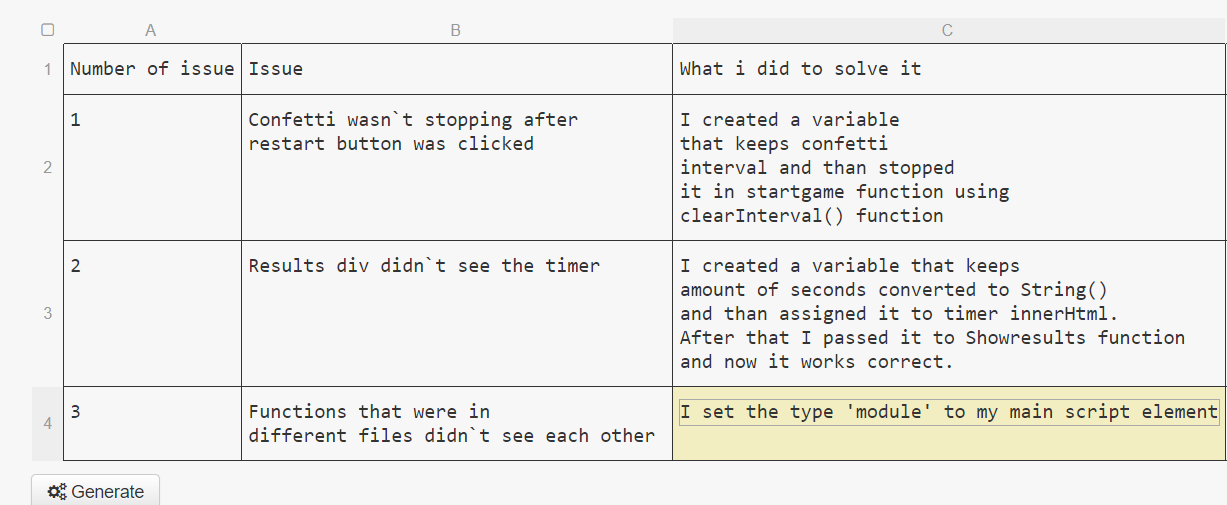 A B C
1 Number of issue Issue What i did to solve it
2 1 Confetti wasn`t stopping after I created a variable
restart button was clicked that keeps confetti
interval and than stopped
it in startgame function using
clearInterval() function
3 2 Results div didn`t see the timer I created a variable that keeps
amount of seconds converted to String()
and than assigned it to timer innerHtml.
After that I passed it to Showresults function
and now it works correct.
4 3 Functions that were in I set the type 'module' to my main script element
different files didn`t see each other
Generate